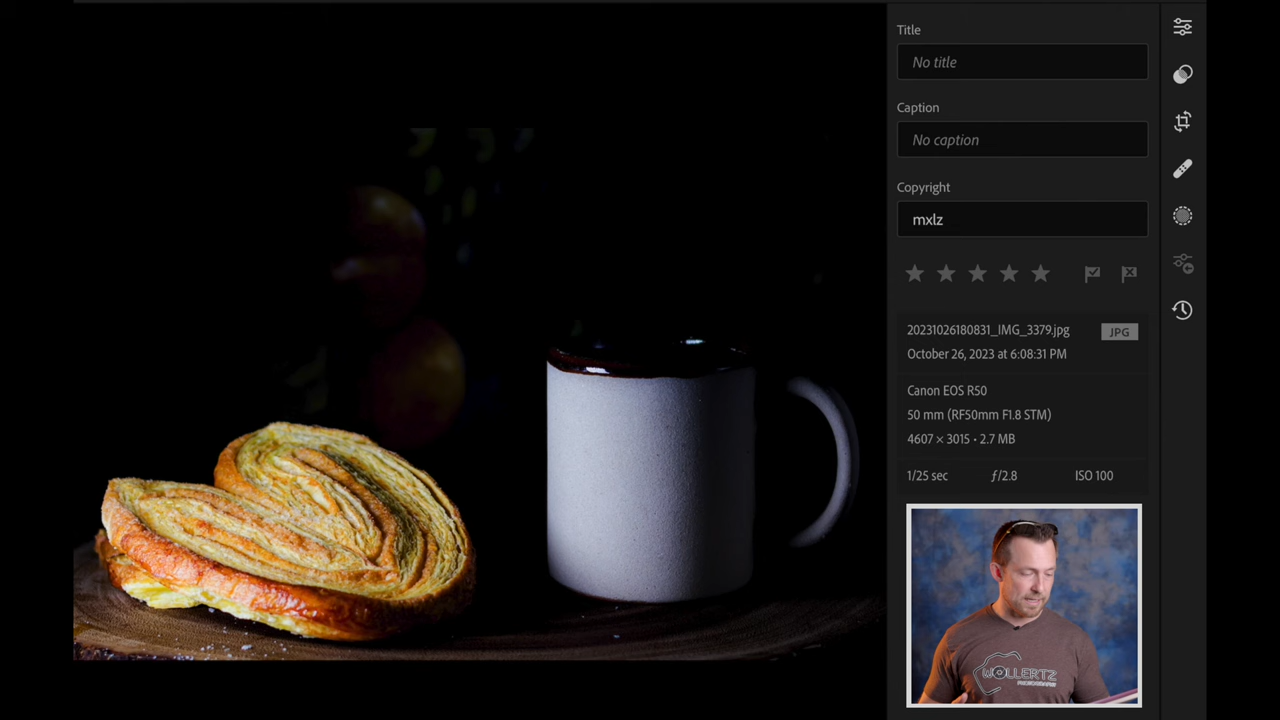 Title
No title
Caption
No caption
Copyright
mxlz
20231026180831_IMG_3379.jpg
JPG
October 26, 2023 at 6:08:31 PM
Canon EOS R50
50 mm (RF50mm F1.8 STM)
4607 × 3015 • 2.7 MB
1/25 sec ƒ/2.8 ISO 100
WOLLERTZ
PHOTOGRAPHY